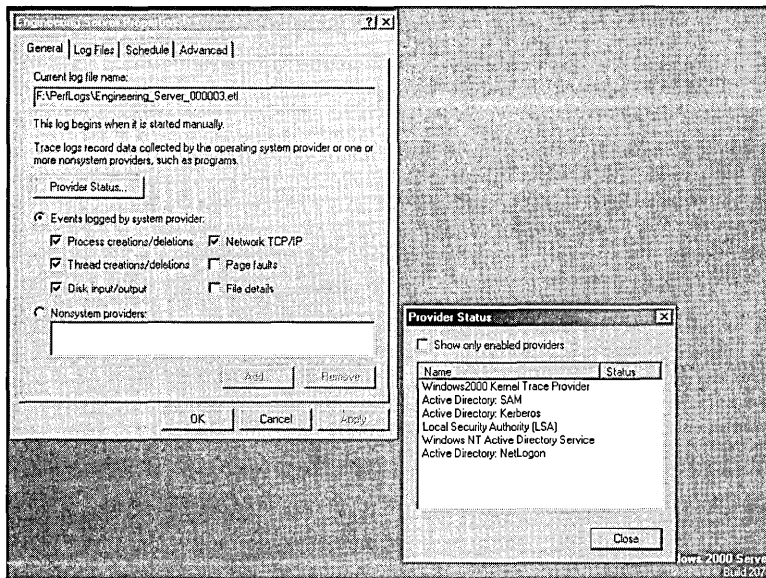 General
Log Files
Schedule
Advanced
Current log file name:
F:\PerfLogs\Engineering_Server_000003.etl
This log begins when it is started manually.
Trace logs record data collected by the operating system provider or one or
more nonsystem providers, such as programs.
Provider Status...
Events logged by system provider:
Process creations/deletions
Network TCP/IP
Thread creations/deletions
Page faults
Disk input/output
File details
Nonsystem providers:
Add...
Remove
OK
Cancel
Apply
Provider Status
Show only enabled providers
Name
Status
Windows2000 Kernel Trace Provider
Active Directory: SAM
Active Directory: Kerberos
Local Security Authority (LSA)
Windows NT Active Directory Service
Active Directory: NetLogon
Close
2000 Serve
Build 207